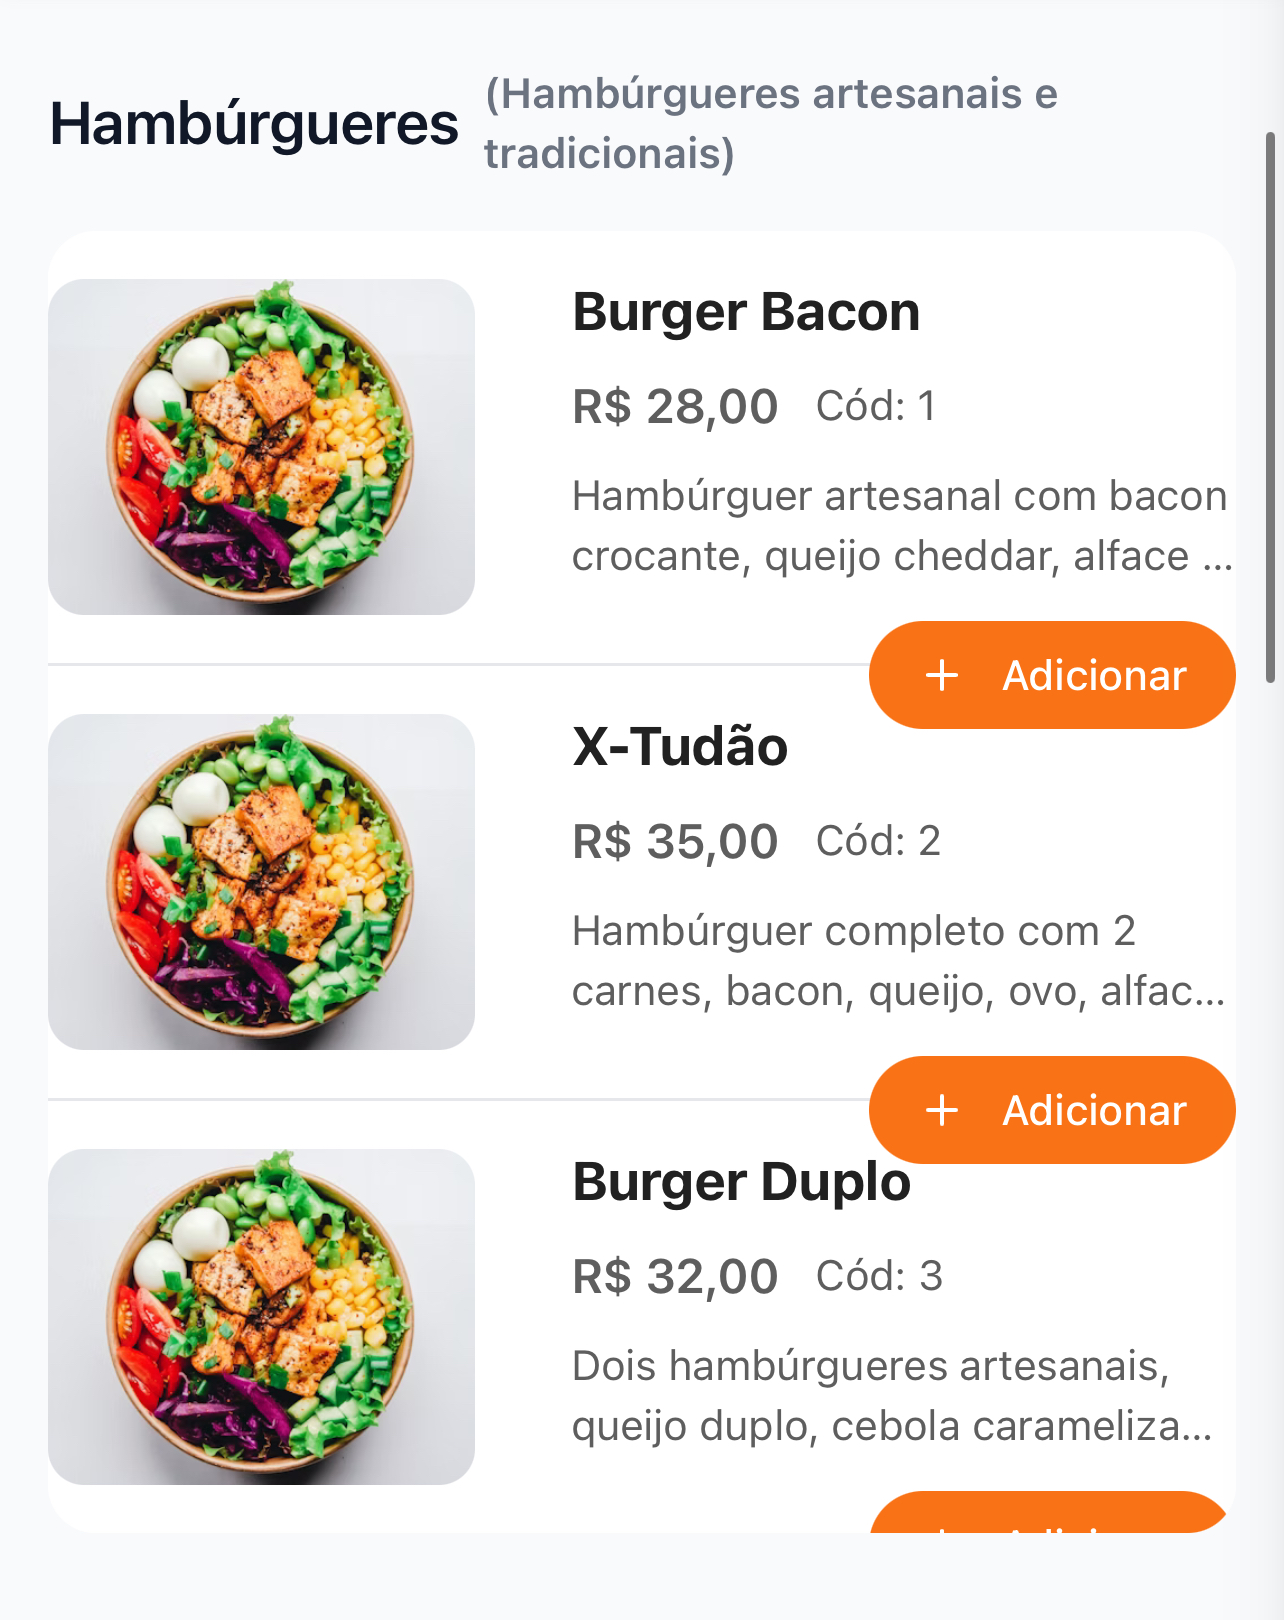 Hambúrgueres
(Hambúrgueres artesanais e
tradicionais)
Burger Bacon
R$ 28,00 Cód: 1
Hambúrguer artesanal com bacon
crocante, queijo cheddar, alface ...
+ Adicionar
X-Tudão
R$ 35,00 Cód: 2
Hambúrguer completo com 2
carnes, bacon, queijo, ovo, alfac...
+ Adicionar
Burger Duplo
R$ 32,00 Cód: 3
Dois hambúrgueres artesanais,
queijo duplo, cebola carameliza...